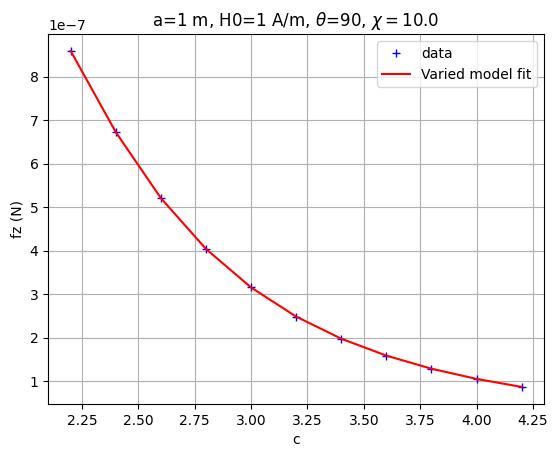 a=1 m, H0=1 A/m, θ=90, χ = 10.0
1e−7
data
Varied model fit
8
7
6
5
4
3
2
1
fz (N)
2.25 2.50 2.75 3.00 3.25 3.50 3.75 4.00 4.25
c